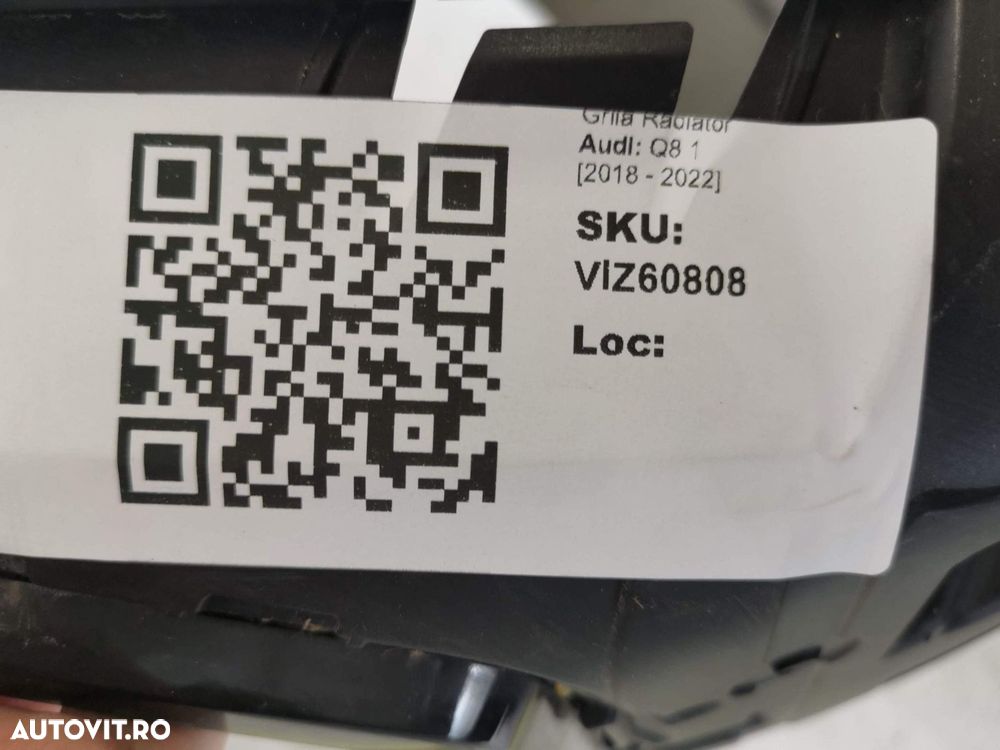 Grila Radiator
Audi: Q8 1
[2018 - 2022]
SKU:
VIZ60808
Loc:
AUTOVIT.RO